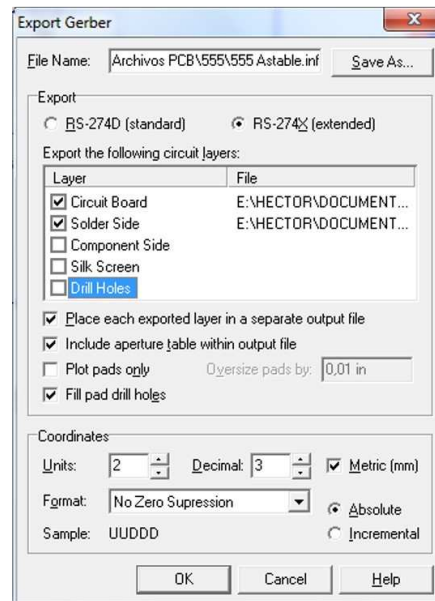 Export Gerber
File Name: Archivos PCB\555\555 Astable.inf Save As...
Export
RS-274D (standard) RS-274X (extended)
Export the following circuit layers:
Layer File
Circuit Board E:\HECTOR\DOCUMENT...
Solder Side E:\HECTOR\DOCUMENT...
Component Side
Silk Screen
Drill Holes
Place each exported layer in a separate output file
Include aperture table within output file
Plot pads only Oversize pads by: 0,01 in
Fill pad drill holes
Coordinates
Units: 2 Decimal: 3 Metric (mm)
Format: No Zero Supression Absolute
Sample: UUDDD Incremental
OK Cancel Help